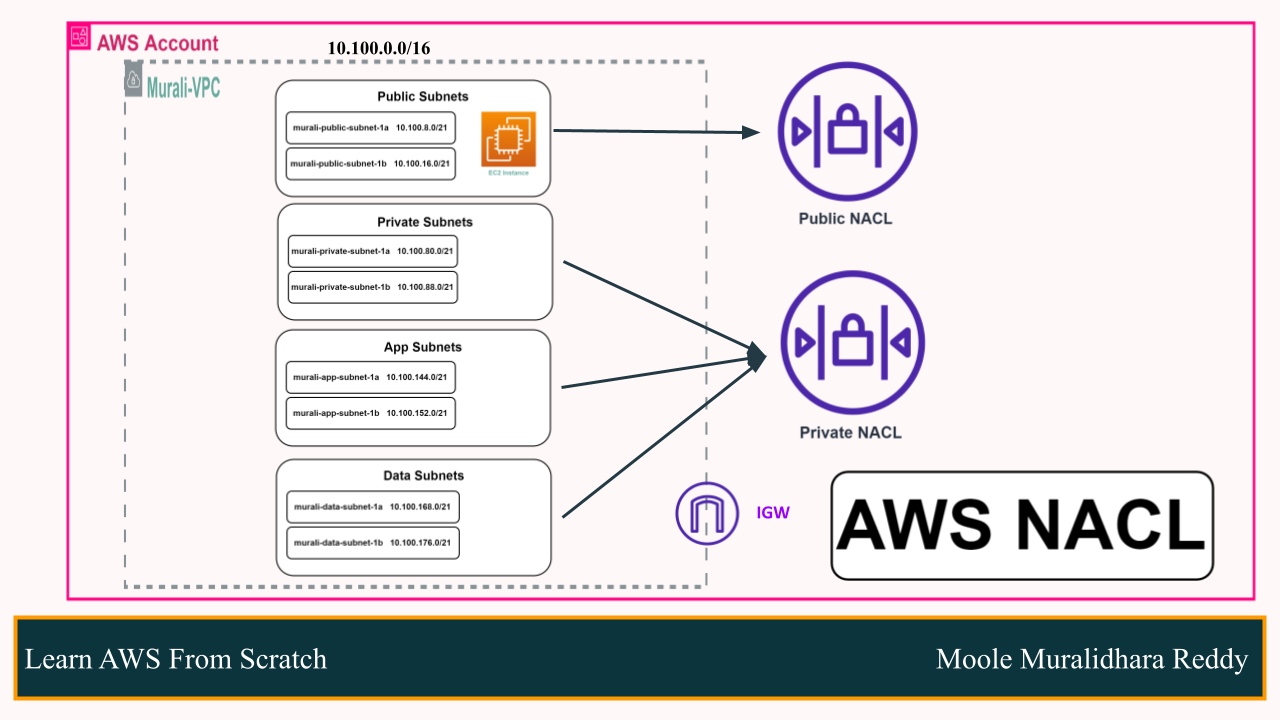 AWS Account
10.100.0.0/16
Murali-VPC
Public Subnets
murali-public-subnet-1a 10.100.8.0/21
murali-public-subnet-1b 10.100.16.0/21
EC2 Instance
Private Subnets
murali-private-subnet-1a 10.100.80.0/21
murali-private-subnet-1b 10.100.88.0/21
App Subnets
murali-app-subnet-1a 10.100.144.0/21
murali-app-subnet-1b 10.100.152.0/21
Data Subnets
murali-data-subnet-1a 10.100.168.0/21
murali-data-subnet-1b 10.100.176.0/21
Public NACL
Private NACL
IGW
AWS NACL
Learn AWS From Scratch
Moole Muralidhara Reddy